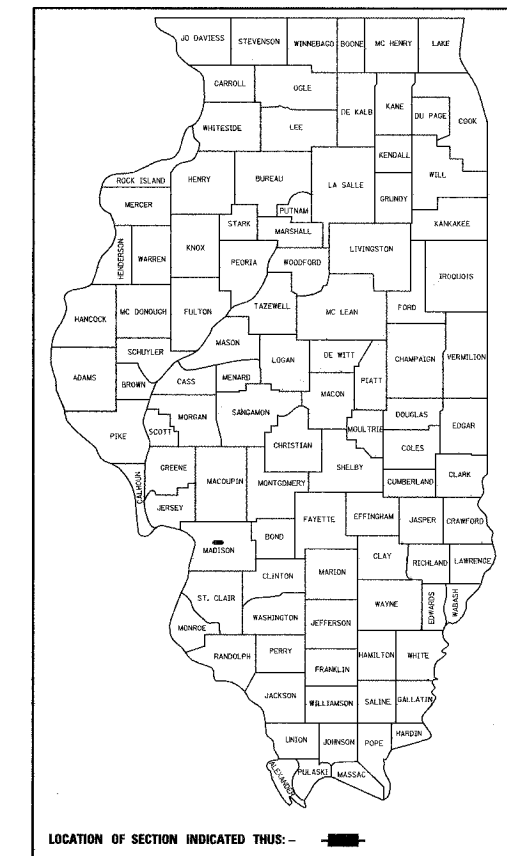 JO DAVIESS STEVENSON WINNEBAGO BOONE MC HENRY LAKE
CARROLL OGLE DE KALB KANE DU PAGE COOK
WHITESIDE LEE
KENDALL WILL
ROCK ISLAND HENRY BUREAU LA SALLE GRUNDY
MERCER PUTNAM
STARK MARSHALL KANKAKEE
HENDERSON WARREN KNOX PEORIA WOODFORD LIVINGSTON
IROQUOIS
HANCOCK MC DONOUGH FULTON TAZEWELL MC LEAN FORD
MASON
SCHUYLER LOGAN DE WITT CHAMPAIGN VERMILION
ADAMS BROWN CASS MENARD PIATT
MACON
MORGAN SANGAMON DOUGLAS
PIKE SCOTT MOULTRIE EDGAR
CHRISTIAN COLES
GREENE SHELBY
CALHOUN MACOUPIN MONTGOMERY CUMBERLAND CLARK
JERSEY
FAYETTE EFFINGHAM JASPER CRAWFORD
MADISON BOND
CLAY
CLINTON MARION RICHLAND LAWRENCE
ST. CLAIR WAYNE
WASHINGTON JEFFERSON EDWARDS WABASH
MONROE
RANDOLPH PERRY HAMILTON WHITE
FRANKLIN
JACKSON WILLIAMSON SALINE GALLATIN
UNION JOHNSON POPE HARDIN
ALEXANDER PULASKI MASSAC
LOCATION OF SECTION INDICATED THUS: –